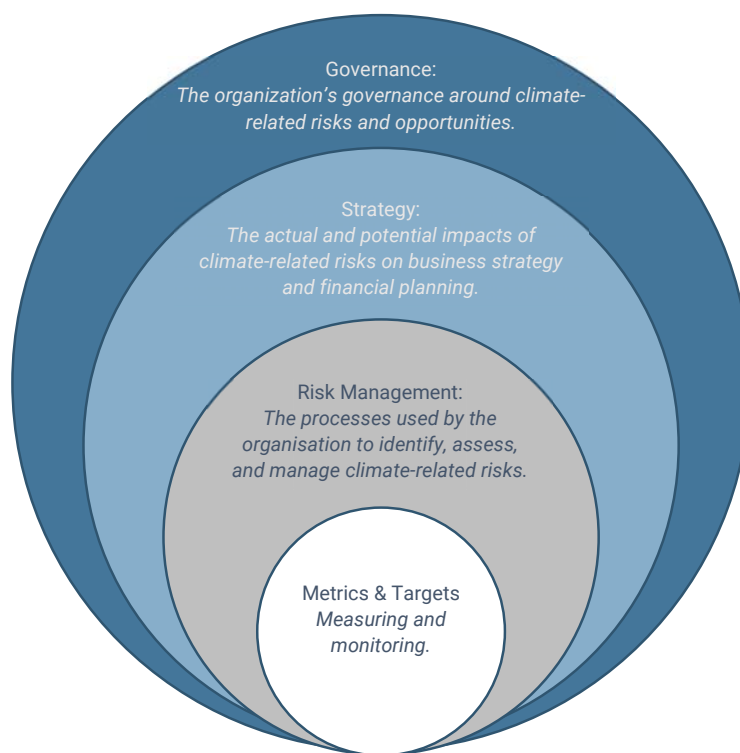 Governance:
The organization’s governance around climate-
related risks and opportunities.
Strategy:
The actual and potential impacts of
climate-related risks on business strategy
and financial planning.
Risk Management:
The processes used by the
organisation to identify, assess,
and manage climate-related risks.
Metrics & Targets
Measuring and
monitoring.